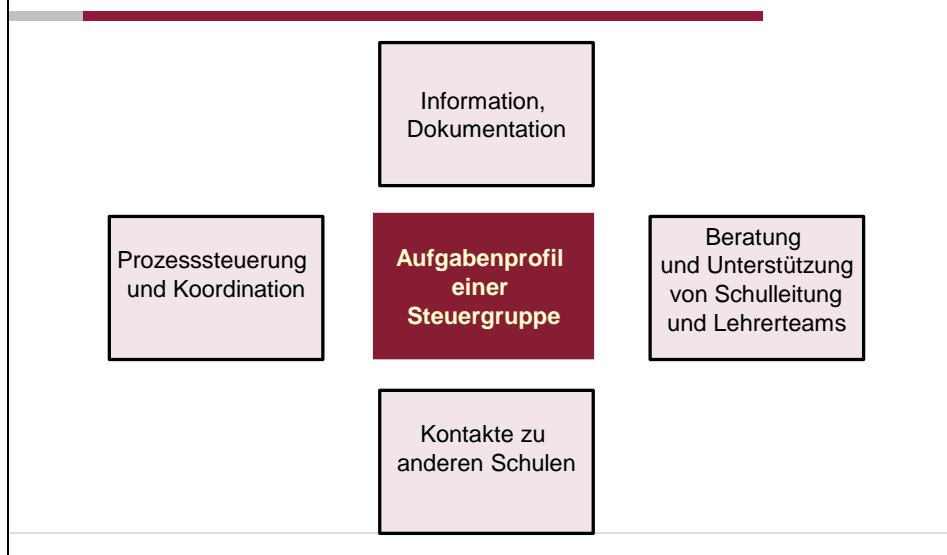 Information,
Dokumentation
Prozesssteuerung
und Koordination
Aufgabenprofil
einer
Steuergruppe
Beratung
und Unterstützung
von Schulleitung
und Lehrerteams
Kontakte zu
anderen Schulen